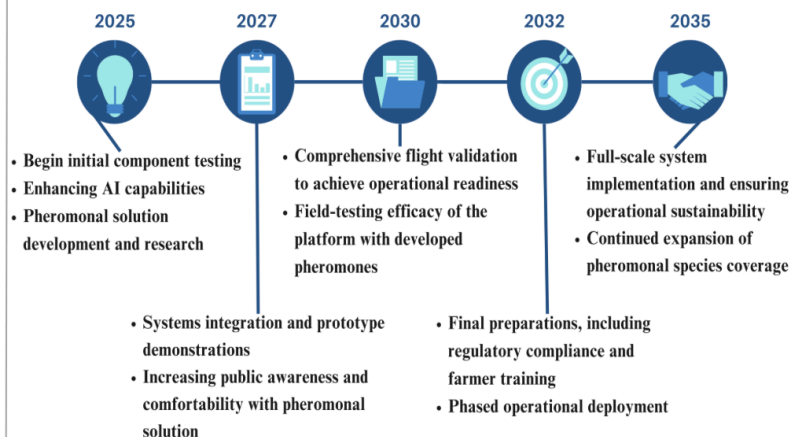 2025
2027
2030
2032
2035
• Begin initial component testing
• Enhancing AI capabilities
• Pheromonal solution
development and research
• Systems integration and prototype
demonstrations
• Increasing public awareness and
comfortability with pheromonal
solution
• Comprehensive flight validation
to achieve operational readiness
• Field-testing efficacy of the
platform with developed
pheromones
• Final preparations, including
regulatory compliance and
farmer training
• Phased operational deployment
• Full-scale system
implementation and ensuring
operational sustainability
• Continued expansion of
pheromonal species coverage